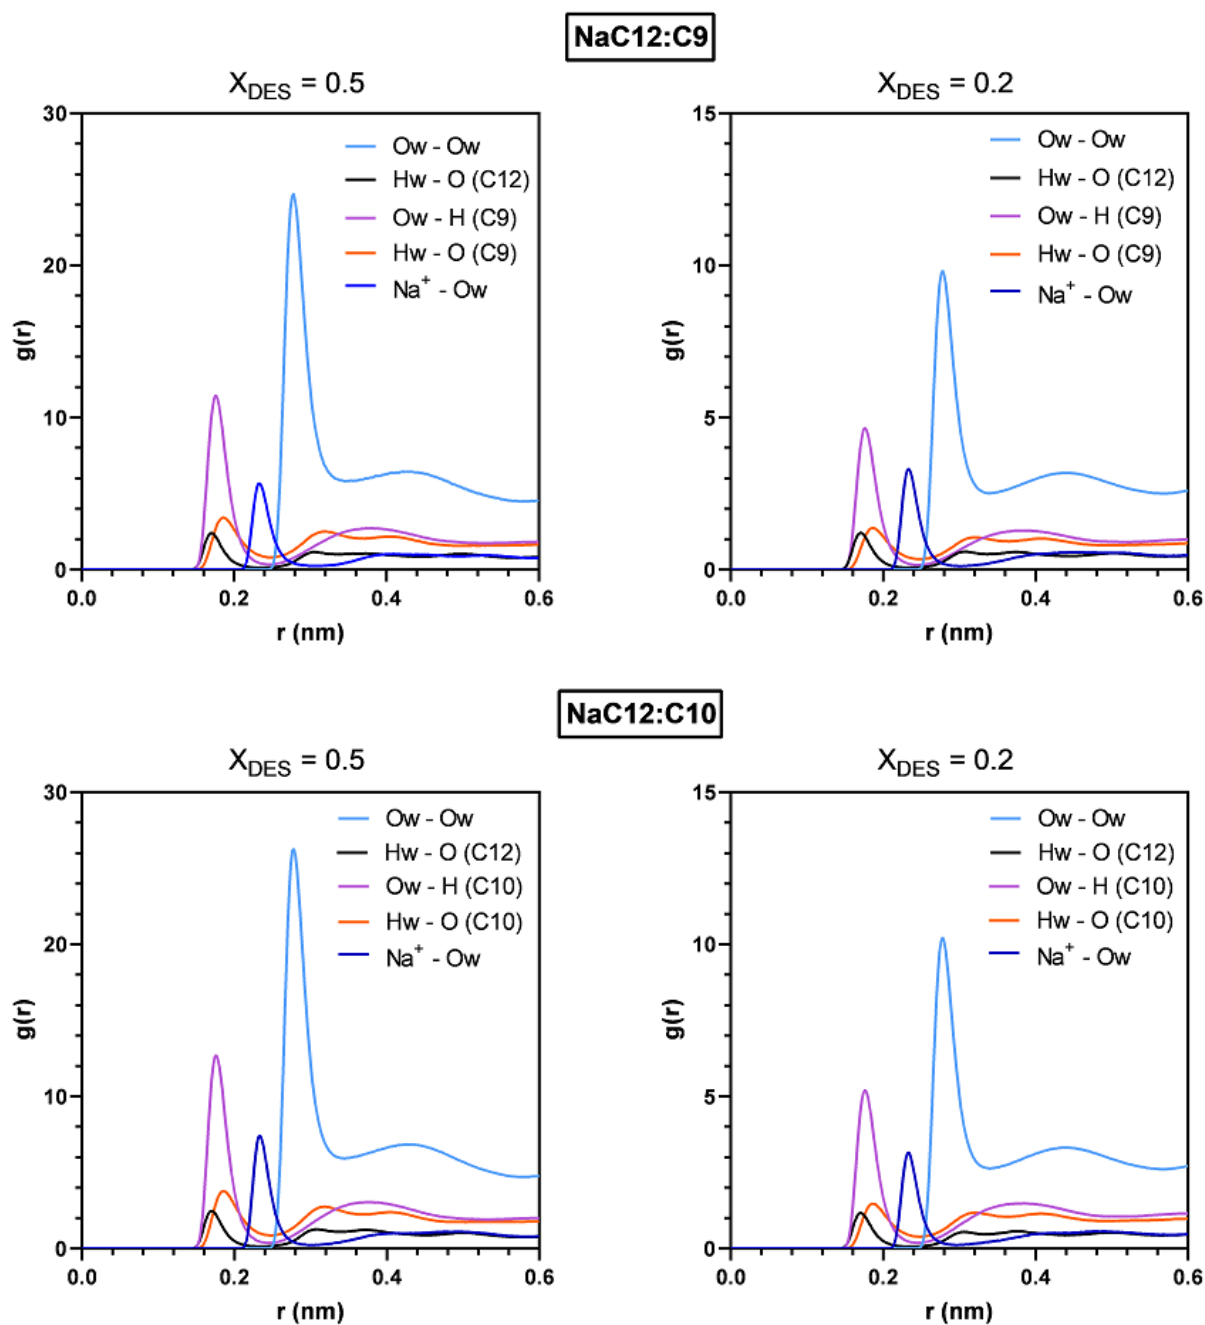 NaC12:C9
X_DES = 0.5
30
20
10
0
0.0 0.2 0.4 0.6
g(r)
r (nm)
Ow - Ow
Hw - O (C12)
Ow - H (C9)
Hw - O (C9)
Na⁺ - Ow
X_DES = 0.2
15
10
5
0
0.0 0.2 0.4 0.6
g(r)
r (nm)
Ow - Ow
Hw - O (C12)
Ow - H (C9)
Hw - O (C9)
Na⁺ - Ow
NaC12:C10
X_DES = 0.5
30
20
10
0
0.0 0.2 0.4 0.6
g(r)
r (nm)
Ow - Ow
Hw - O (C12)
Ow - H (C10)
Hw - O (C10)
Na⁺ - Ow
X_DES = 0.2
15
10
5
0
0.0 0.2 0.4 0.6
g(r)
r (nm)
Ow - Ow
Hw - O (C12)
Ow - H (C10)
Hw - O (C10)
Na⁺ - Ow